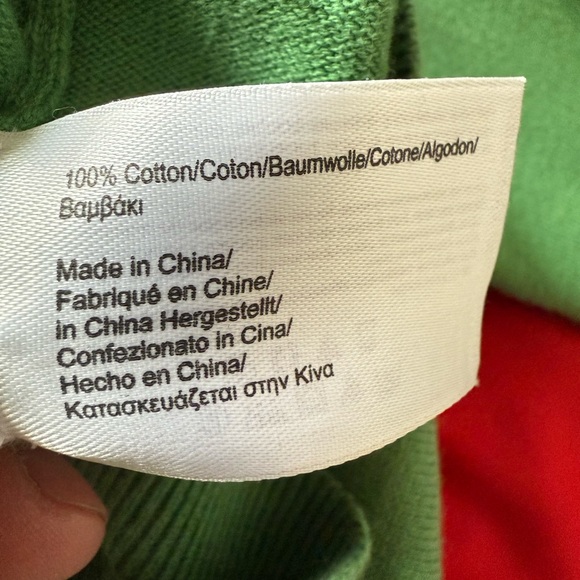 100% Cotton/Coton/Baumwolle/Cotone/Algodon/
Βαμβάκι
Made in China/
Fabriqué en Chine/
in China Hergestellt/
Confezionato in Cina/
Hecho en China/
Κατασκευάζεται στην Κίνα